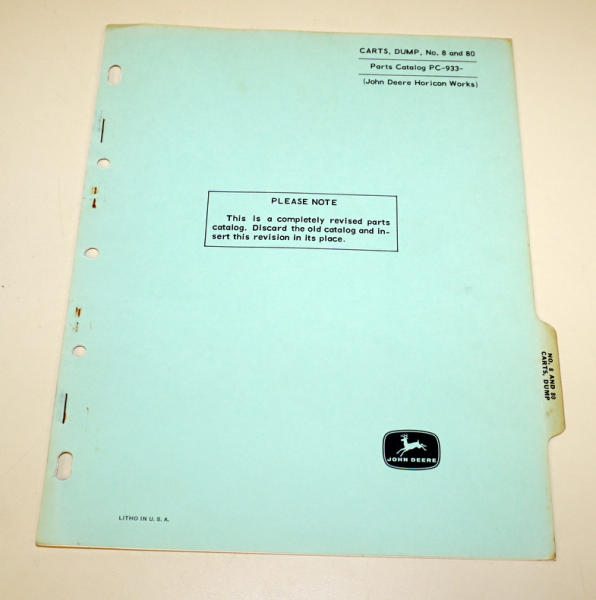 CARTS, DUMP, No. 8 and 80
Parts Catalog PC-933-
(John Deere Horicon Works)
PLEASE NOTE
This is a completely revised parts
catalog. Discard the old catalog and in-
sert this revision in its place.
NO. 8 AND 80
CARTS, DUMP
JOHN DEERE
LITHO IN U. S. A.